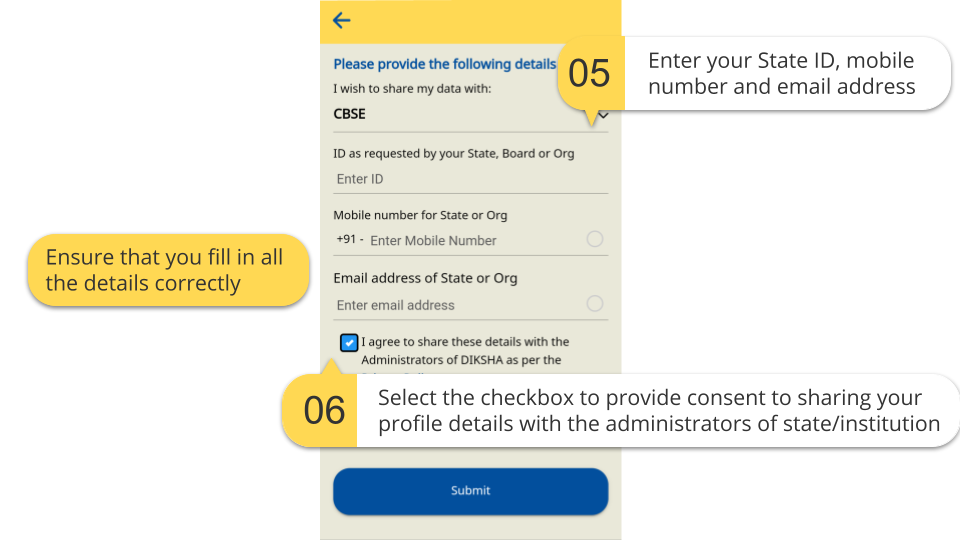 Please provide the following details
I wish to share my data with:
CBSE
05
Enter your State ID, mobile
number and email address
ID as requested by your State, Board or Org
Enter ID
Mobile number for State or Org
+91 - Enter Mobile Number
Ensure that you fill in all
the details correctly
Email address of State or Org
Enter email address
I agree to share these details with the
Administrators of DIKSHA as per the
06
Select the checkbox to provide consent to sharing your
profile details with the administrators of state/institution
Submit